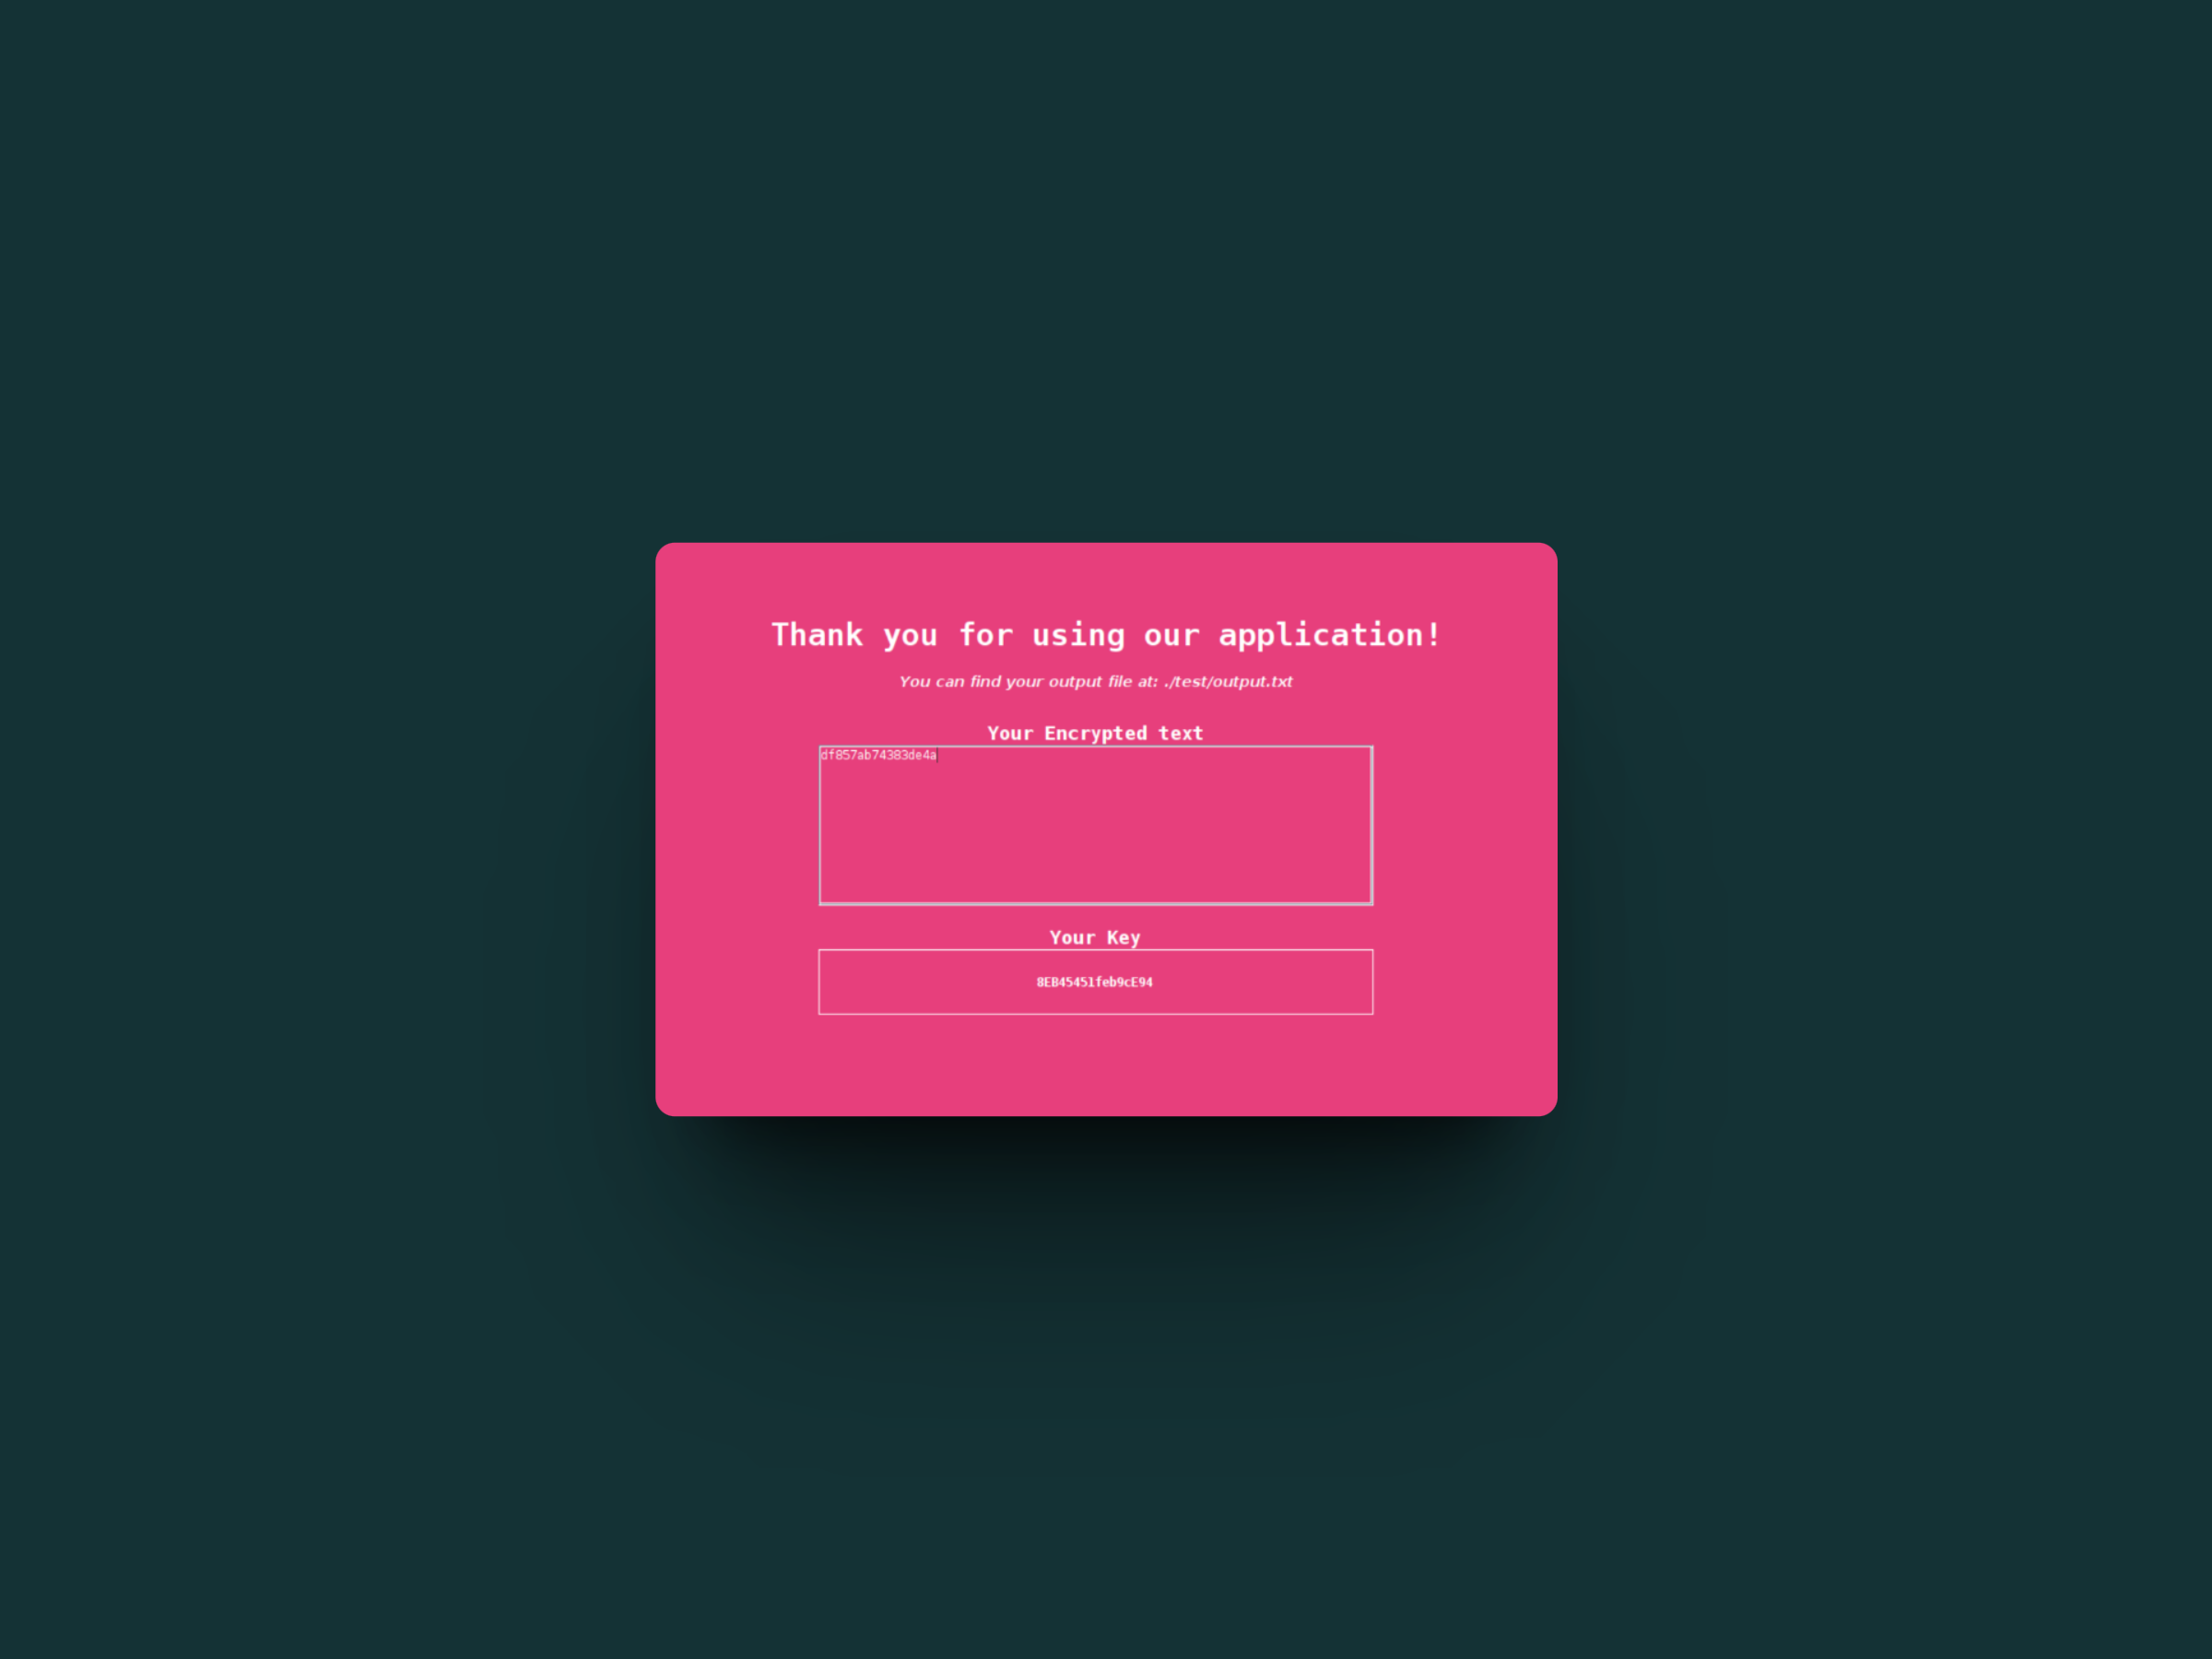 Thank you for using our application!
You can find your output file at: ./test/output.txt
Your Encrypted text
df857ab74383de4a
Your Key
8EB45451feb9cE94